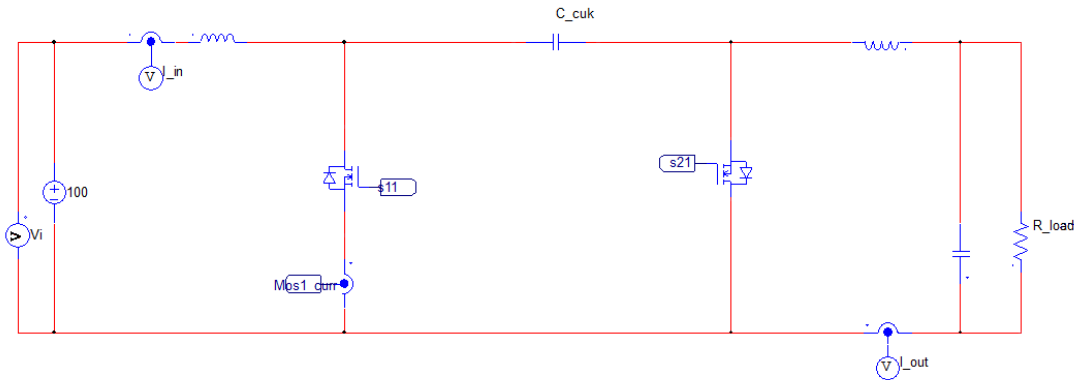 C_cuk
V
I_in
s21
s11
100
V
Vi
R_load
Mos1_curr
V
I_out